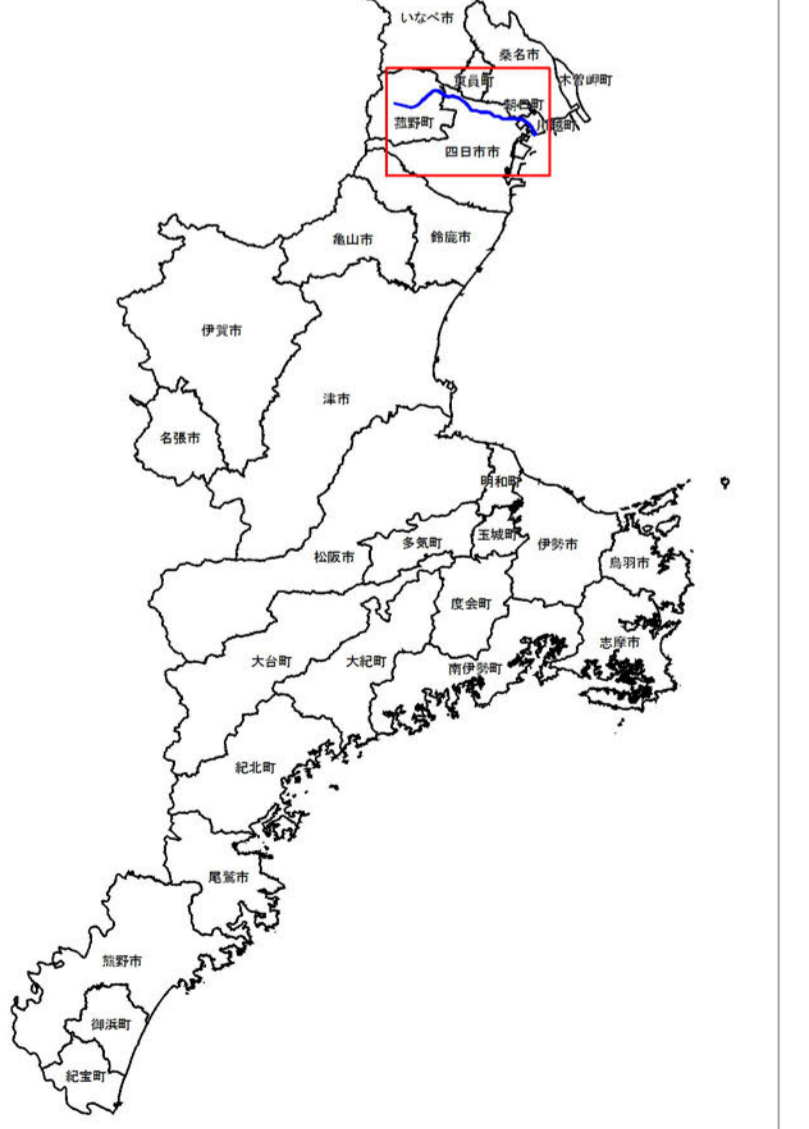 いなべ市
桑名市
東員町
木曽岬町
朝日町
菰野町
川越町
四日市市
亀山市
鈴鹿市
伊賀市
津市
名張市
明和町
玉城町
多気町
伊勢市
松阪市
鳥羽市
度会町
志摩市
大台町
大紀町
南伊勢町
紀北町
尾鷲市
熊野市
御浜町
紀宝町